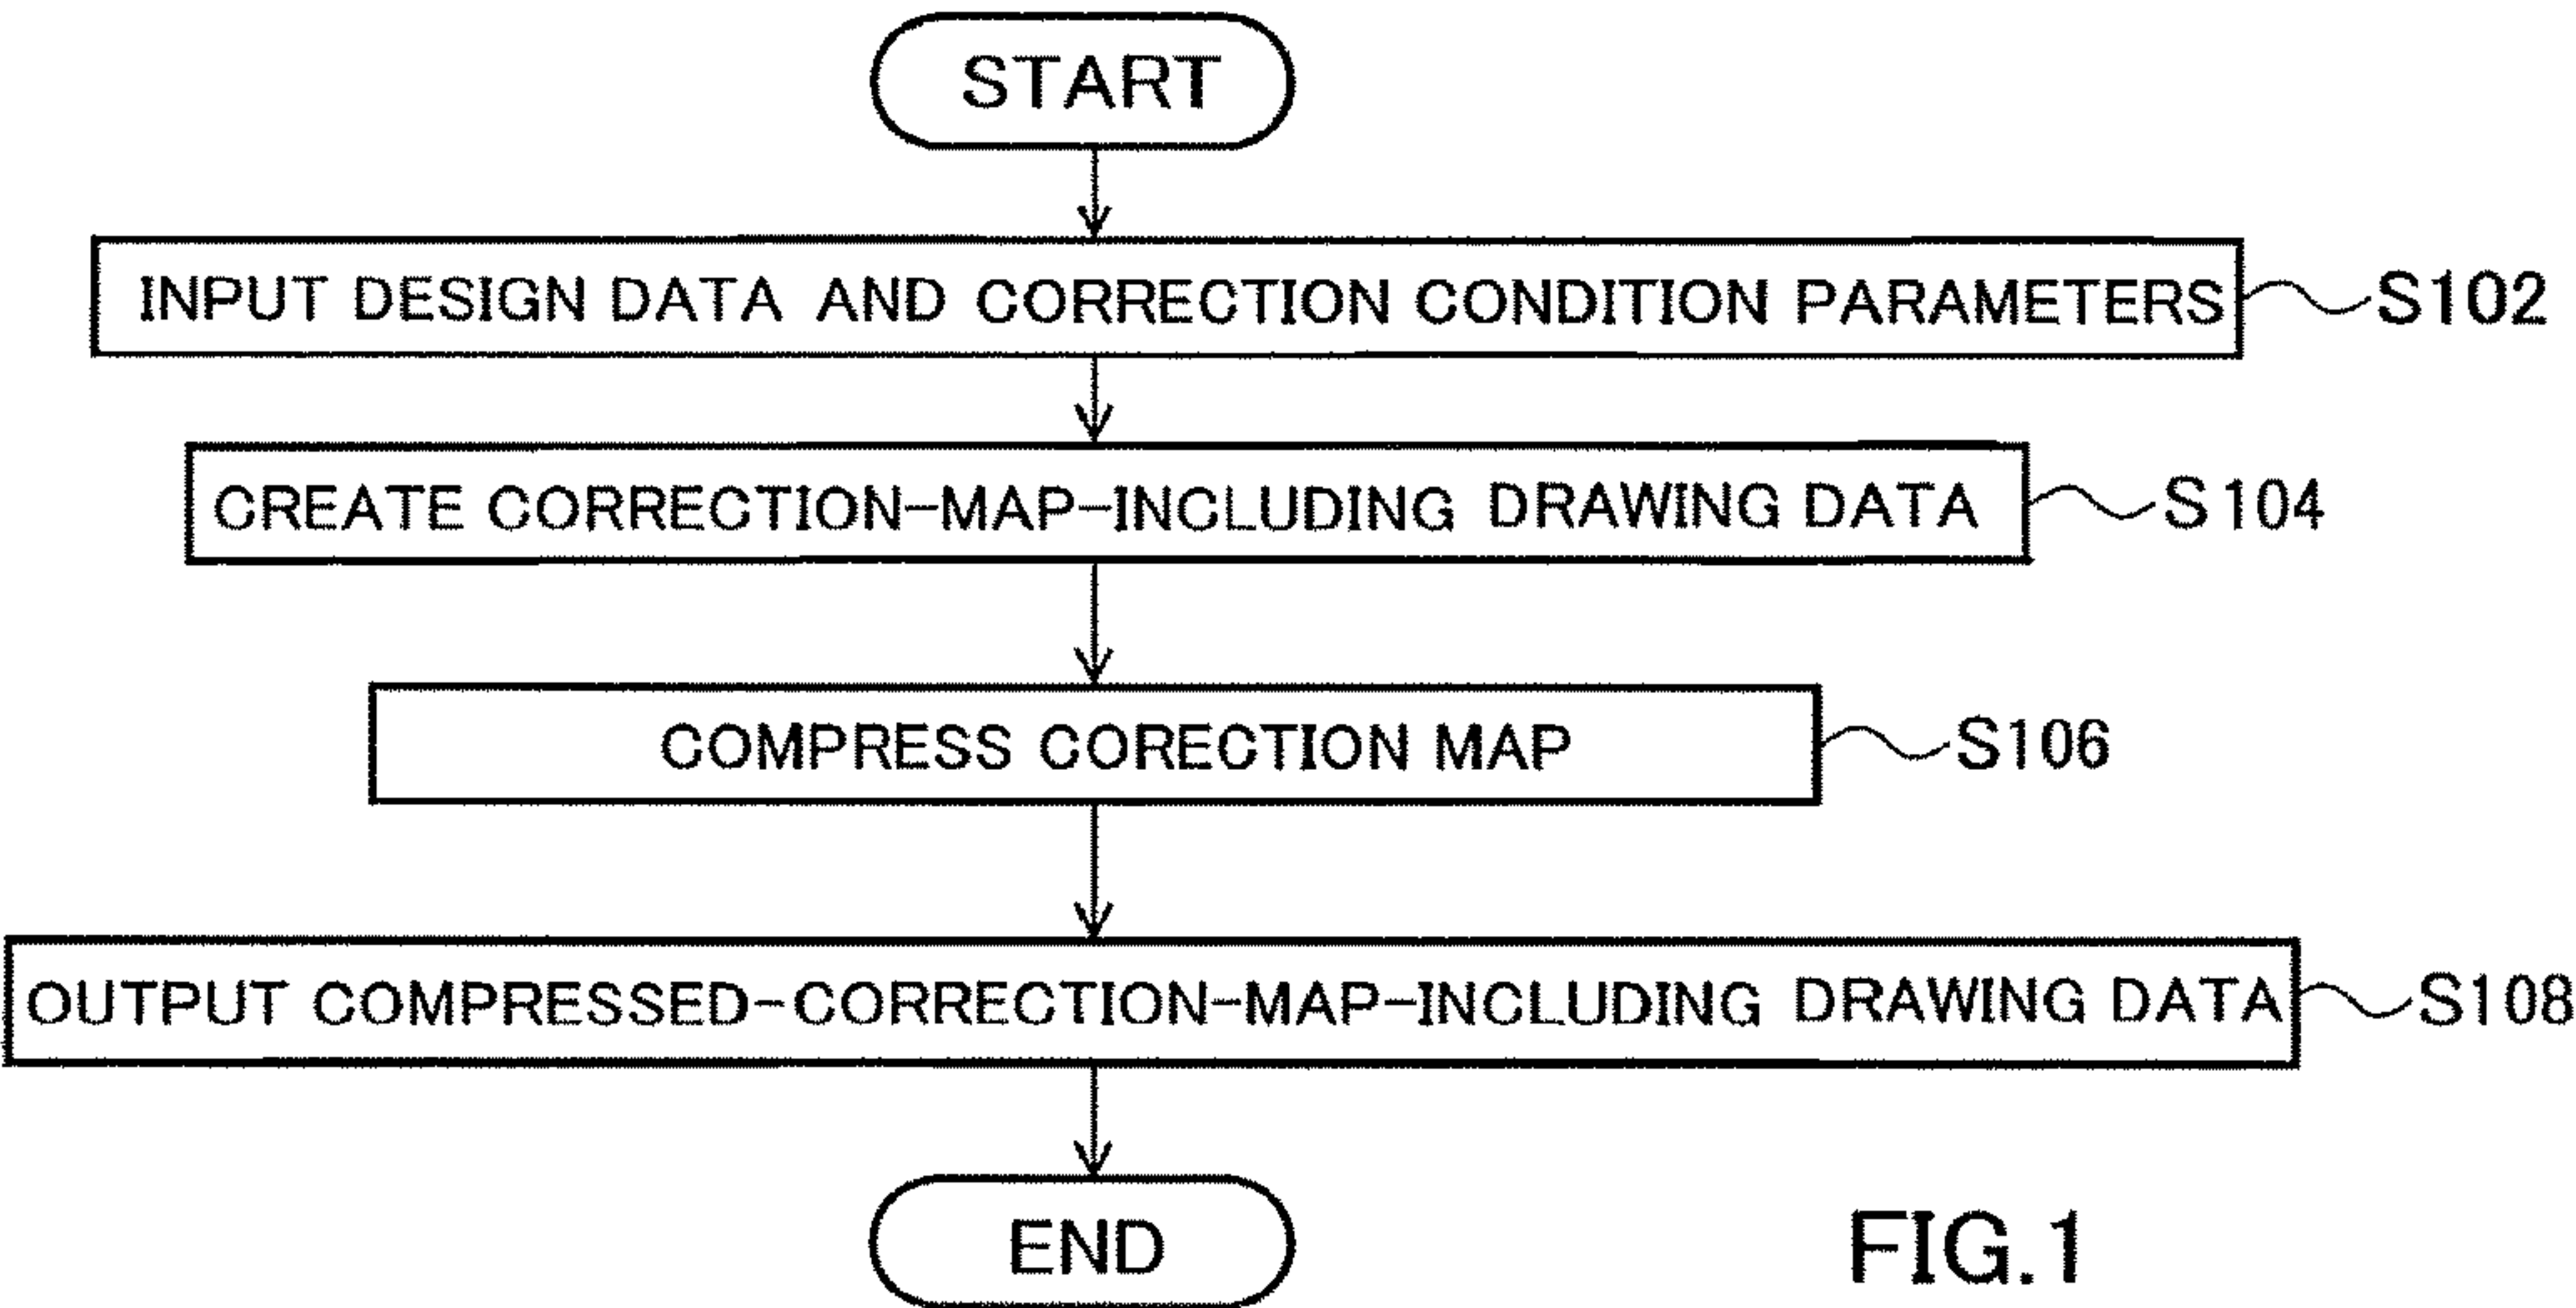 START
INPUT DESIGN DATA AND CORRECTION CONDITION PARAMETERS S102
CREATE CORRECTION-MAP-INCLUDING DRAWING DATA S104
COMPRESS CORECTION MAP S106
OUTPUT COMPRESSED-CORRECTION-MAP-INCLUDING DRAWING DATA S108
END
FIG.1